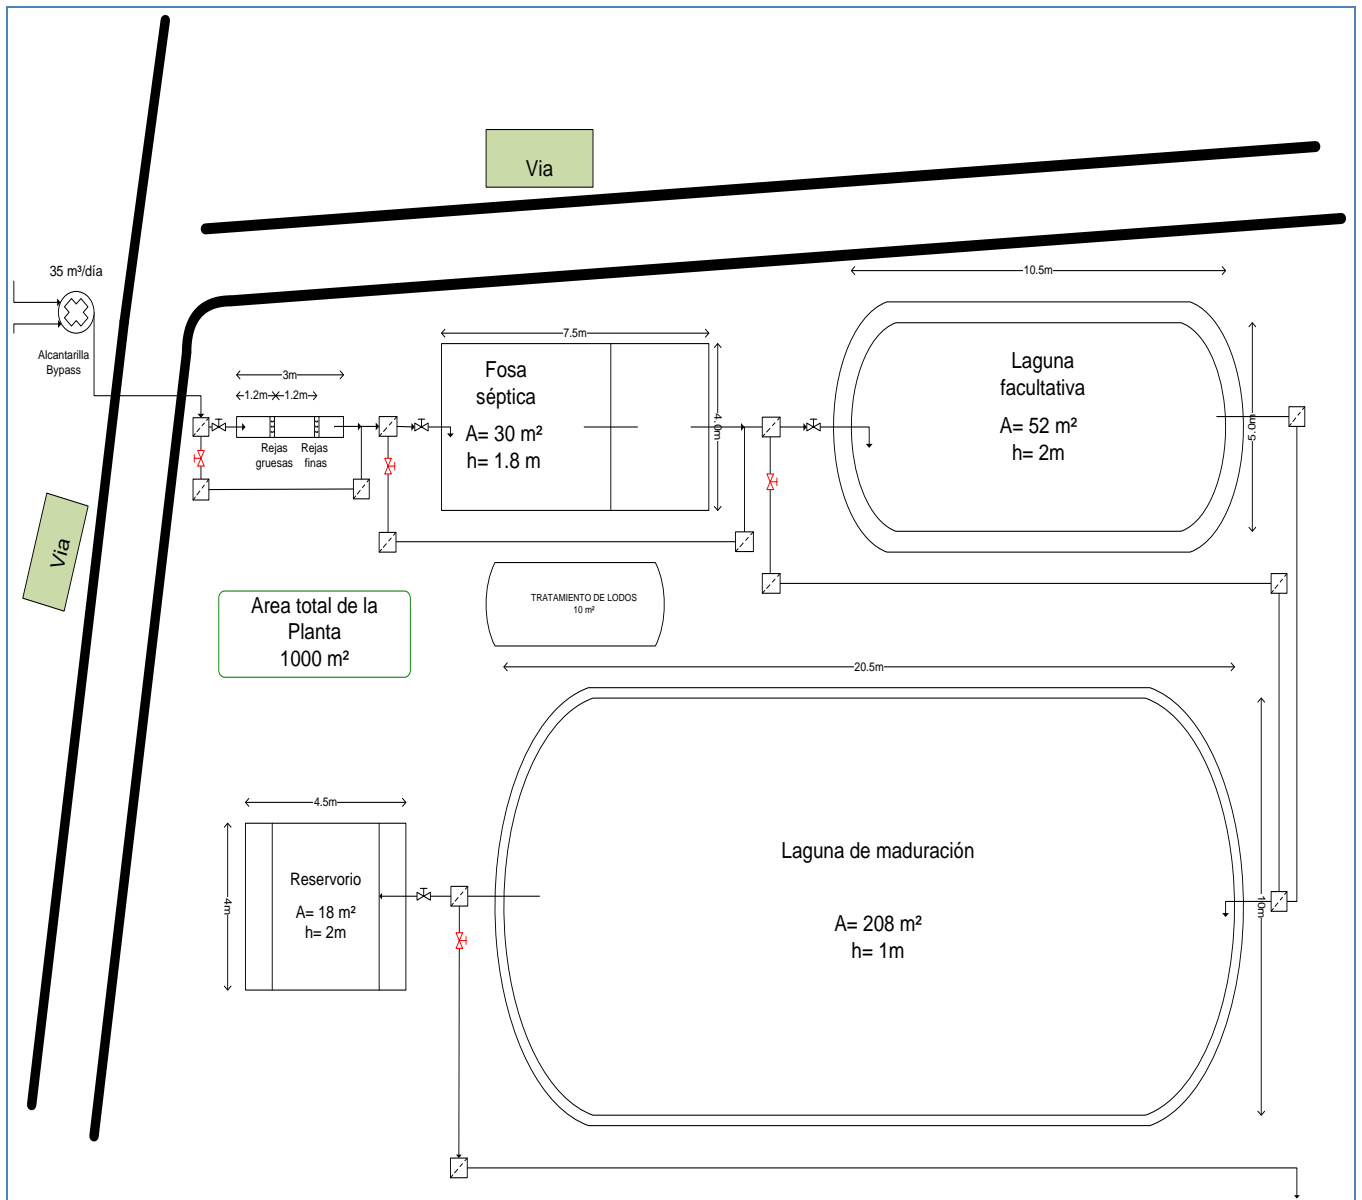 Via
35 m³/día
Alcantarilla
Bypass
3m
1.2m
1.2m
Rejas
gruesas
Rejas
finas
7.5m
Fosa
séptica
A= 30 m²
h= 1.8 m
4.0m
10.5m
Laguna
facultativa
A= 52 m²
h= 2m
5.0m
Via
Area total de la
Planta
1000 m²
TRATAMIENTO DE LODOS
10 m²
20.5m
Laguna de maduración
A= 208 m²
h= 1m
10m
4.5m
4m
Reservorio
A= 18 m²
h= 2m